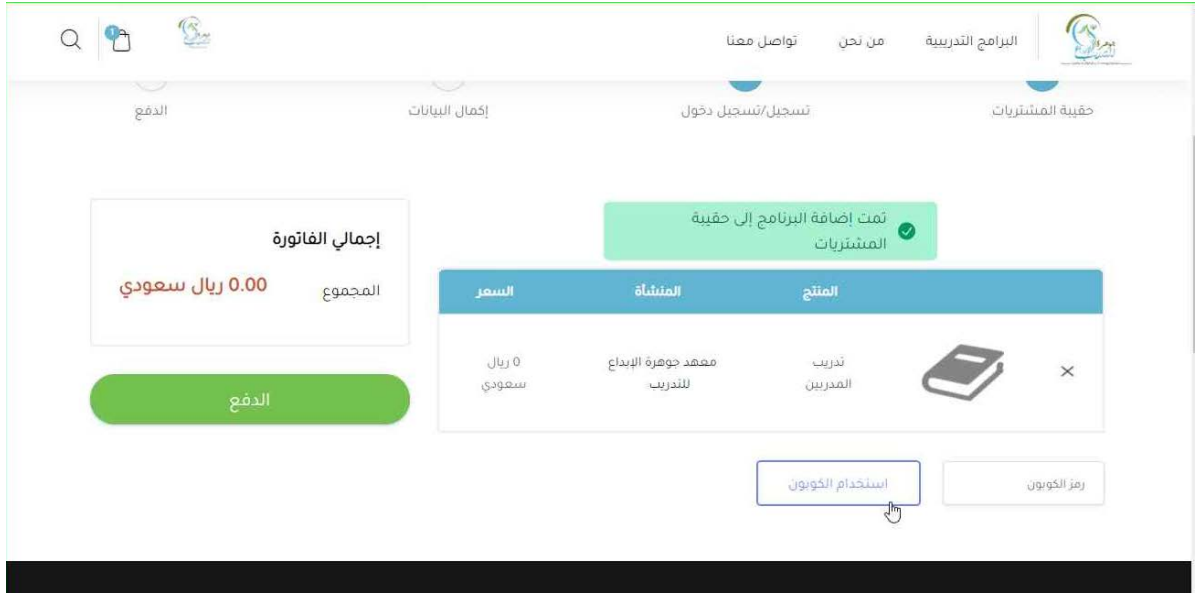 البرامج التدريبية
من نحن
تواصل معنا
1
حقيبة المشتريات
تسجيل/تسجيل دخول
إكمال البيانات
الدفع
تمت إضافة البرنامج إلى حقيبة
المشتريات
المنتج
المنشأة
السعر
تدريب
المدربين
معهد جوهرة الإبداع
للتدريب
0 ريال
سعودي
رمز الكوبون
استخدام الكوبون
إجمالي الفاتورة
المجموع
0.00 ريال سعودي
الدفع